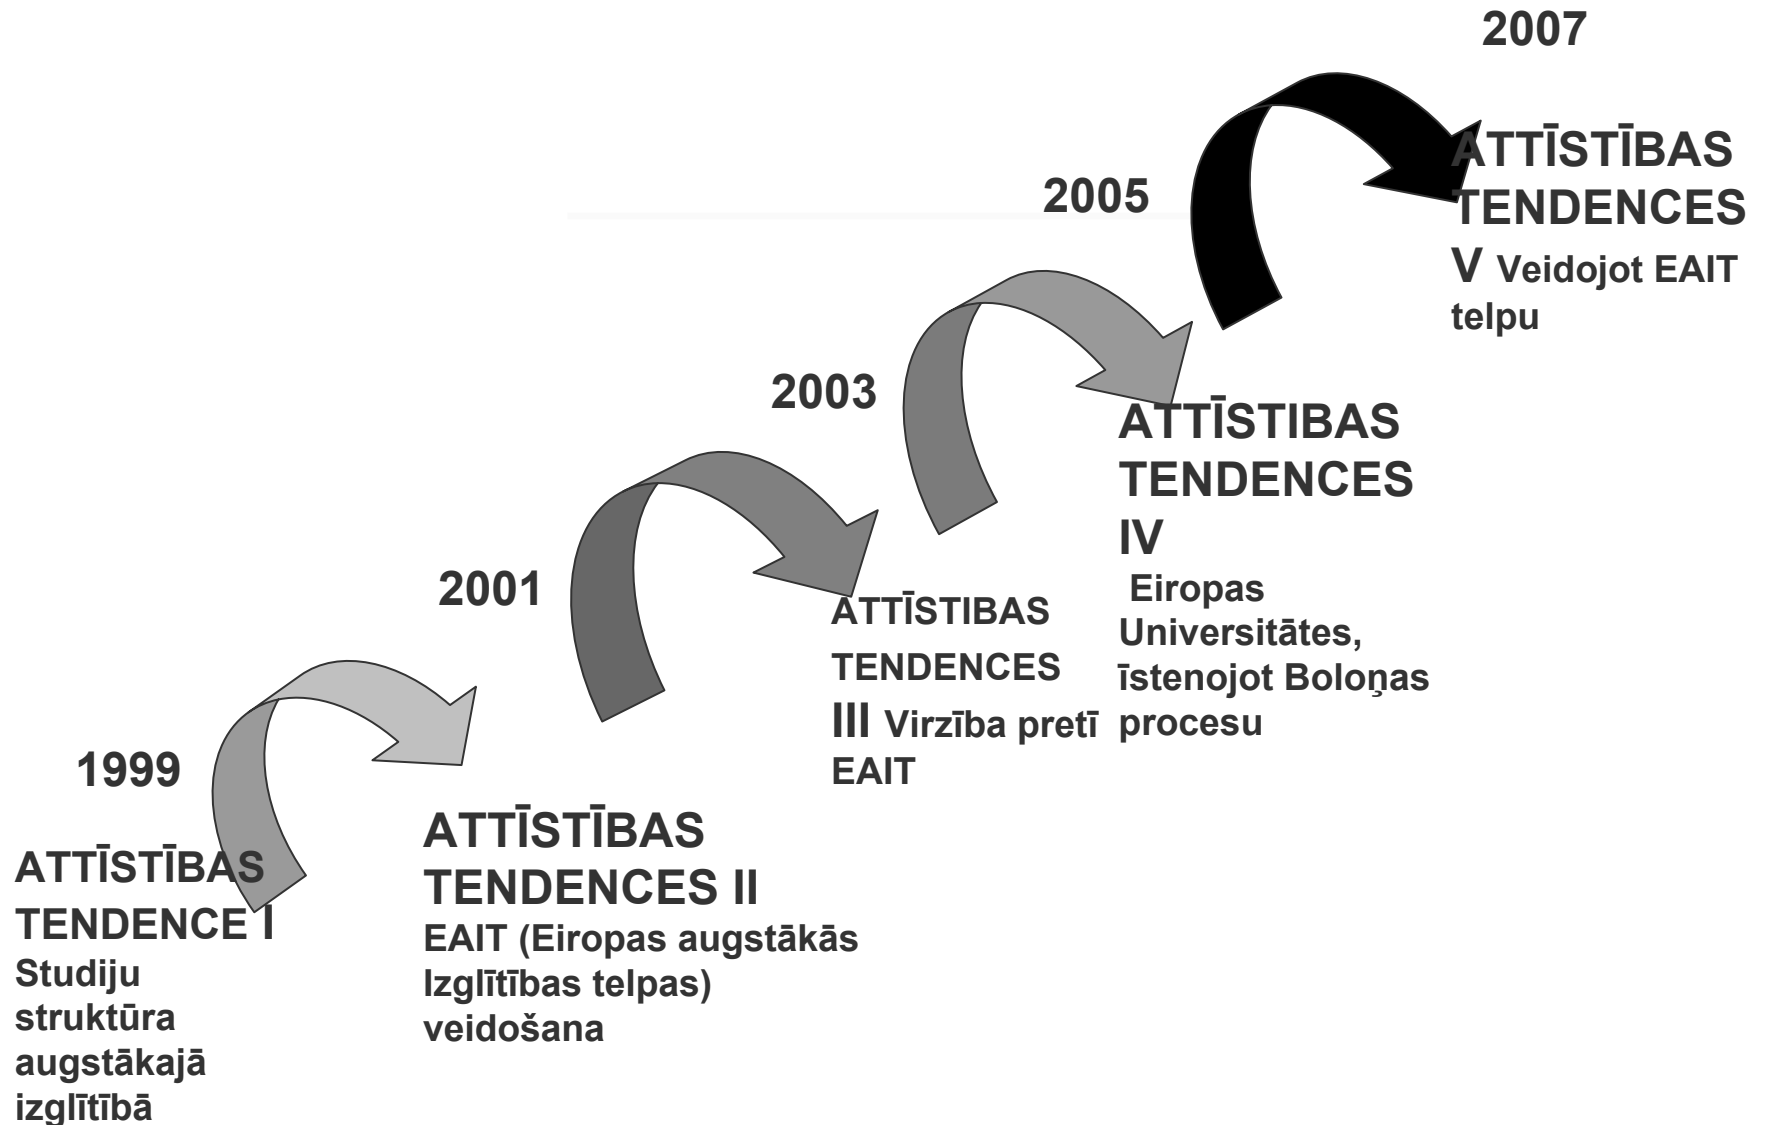 1999
ATTĪSTĪBAS
TENDENCE I
Studiju
struktūra
augstākajā
izglītībā
2001
ATTĪSTĪBAS
TENDENCES II
EAIT (Eiropas augstākās
Izglītības telpas)
veidošana
2003
ATTĪSTIBAS
TENDENCES
III Virzība pretī
EAIT
2005
ATTĪSTIBAS
TENDENCES
IV
Eiropas
Universitātes,
īstenojot Boloņas
procesu
2007
ATTĪSTĪBAS
TENDENCES
V Veidojot EAIT
telpu